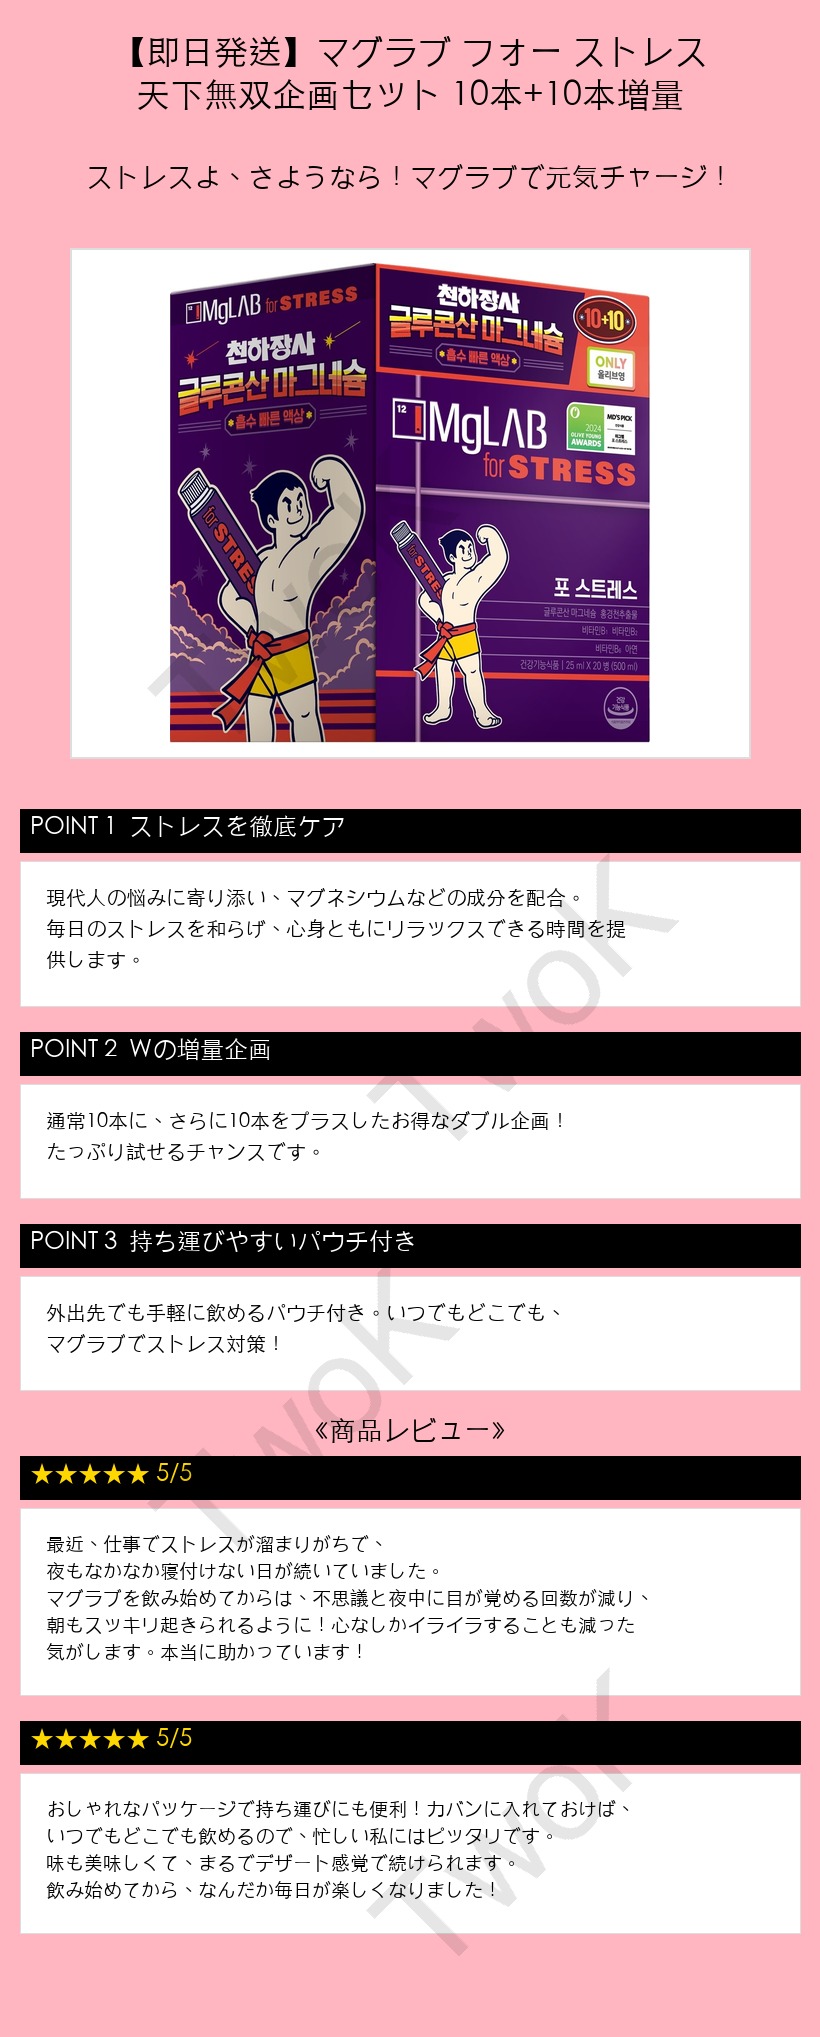 【即日発送】マグラブ フォー ストレス
天下無双企画セット 10本+10本増量
ストレスよ、さようなら！マグラブで元気チャージ！
12 MgLAB for STRESS
천하장사
글루콘산 마그네슘
흡수 빠른 액상
for STRESS
천하장사
글루콘산 마그네슘
흡수 빠른 액상
10+10
ONLY
올리브영
12 MgLAB
for STRESS
2024
OLIVE YOUNG
AWARDS
MD'S PICK
for STRESS
포 스트레스
글루콘산 마그네슘 홍경천추출물
비타민B₁ 비타민B₂
비타민B₆ 아연
건강기능식품 | 25 ml X 20 병 (500 ml)
건강
기능식품
POINT 1 ストレスを徹底ケア
現代人の悩みに寄り添い、マグネシウムなどの成分を配合。
毎日のストレスを和らげ、心身ともにリラックスできる時間を提
供します。
POINT 2 Wの増量企画
通常10本に、さらに10本をプラスしたお得なダブル企画！
たっぷり試せるチャンスです。
POINT 3 持ち運びやすいパウチ付き
外出先でも手軽に飲めるパウチ付き。いつでもどこでも、
マグラブでストレス対策！
《商品レビュー》
★★★★★ 5/5
最近、仕事でストレスが溜まりがちで、
夜もなかなか寝付けない日が続いていました。
マグラブを飲み始めてからは、不思議と夜中に目が覚める回数が減り、
朝もスッキリ起きられるように！心なしかイライラすることも減った
気がします。本当に助かっています！
★★★★★ 5/5
おしゃれなパッケージで持ち運びにも便利！カバンに入れておけば、
いつでもどこでも飲めるので、忙しい私にはピッタリです。
味も美味しくて、まるでデザート感覚で続けられます。
飲み始めてから、なんだか毎日が楽しくなりました！
TwoK
TwoK
TwoK
TwoK